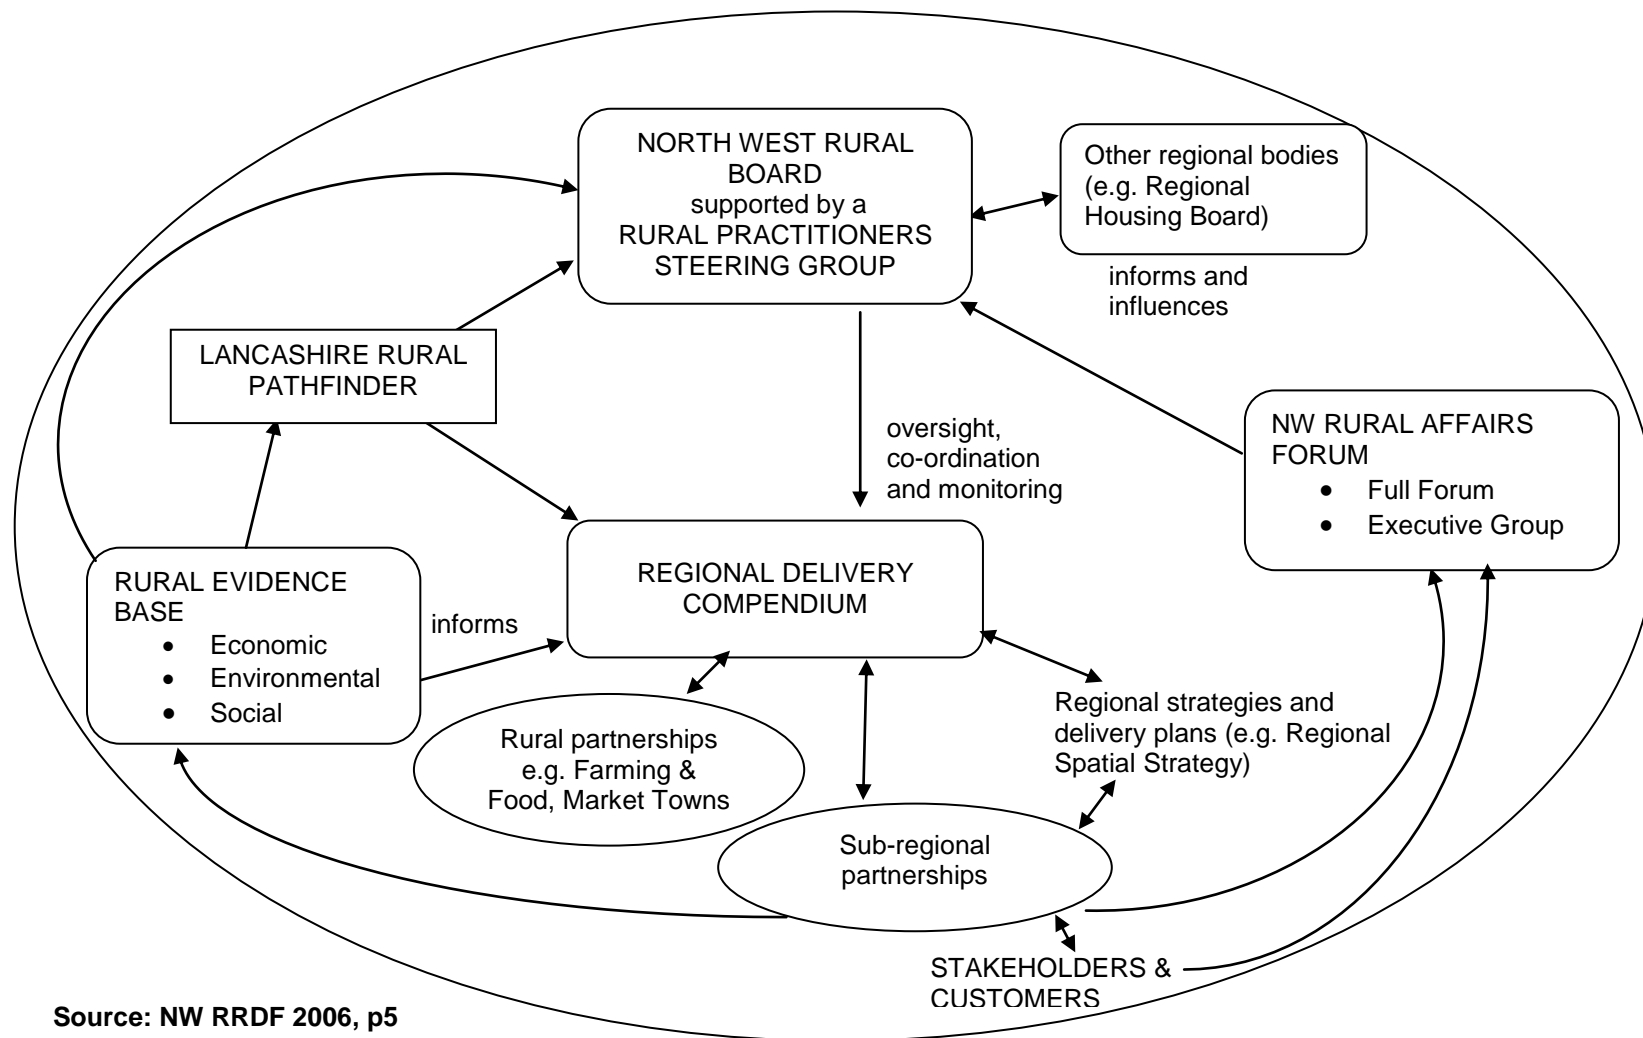 NORTH WEST RURAL
BOARD
supported by a
RURAL PRACTITIONERS
STEERING GROUP
Other regional bodies
(e.g. Regional
Housing Board)
informs and
influences
LANCASHIRE RURAL
PATHFINDER
oversight,
co-ordination
and monitoring
NW RURAL AFFAIRS
FORUM
• Full Forum
• Executive Group
RURAL EVIDENCE
BASE
• Economic
• Environmental
• Social
informs
REGIONAL DELIVERY
COMPENDIUM
Rural partnerships
e.g. Farming &
Food, Market Towns
Regional strategies and
delivery plans (e.g. Regional
Spatial Strategy)
Sub-regional
partnerships
STAKEHOLDERS &
CUSTOMERS
Source: NW RRDF 2006, p5